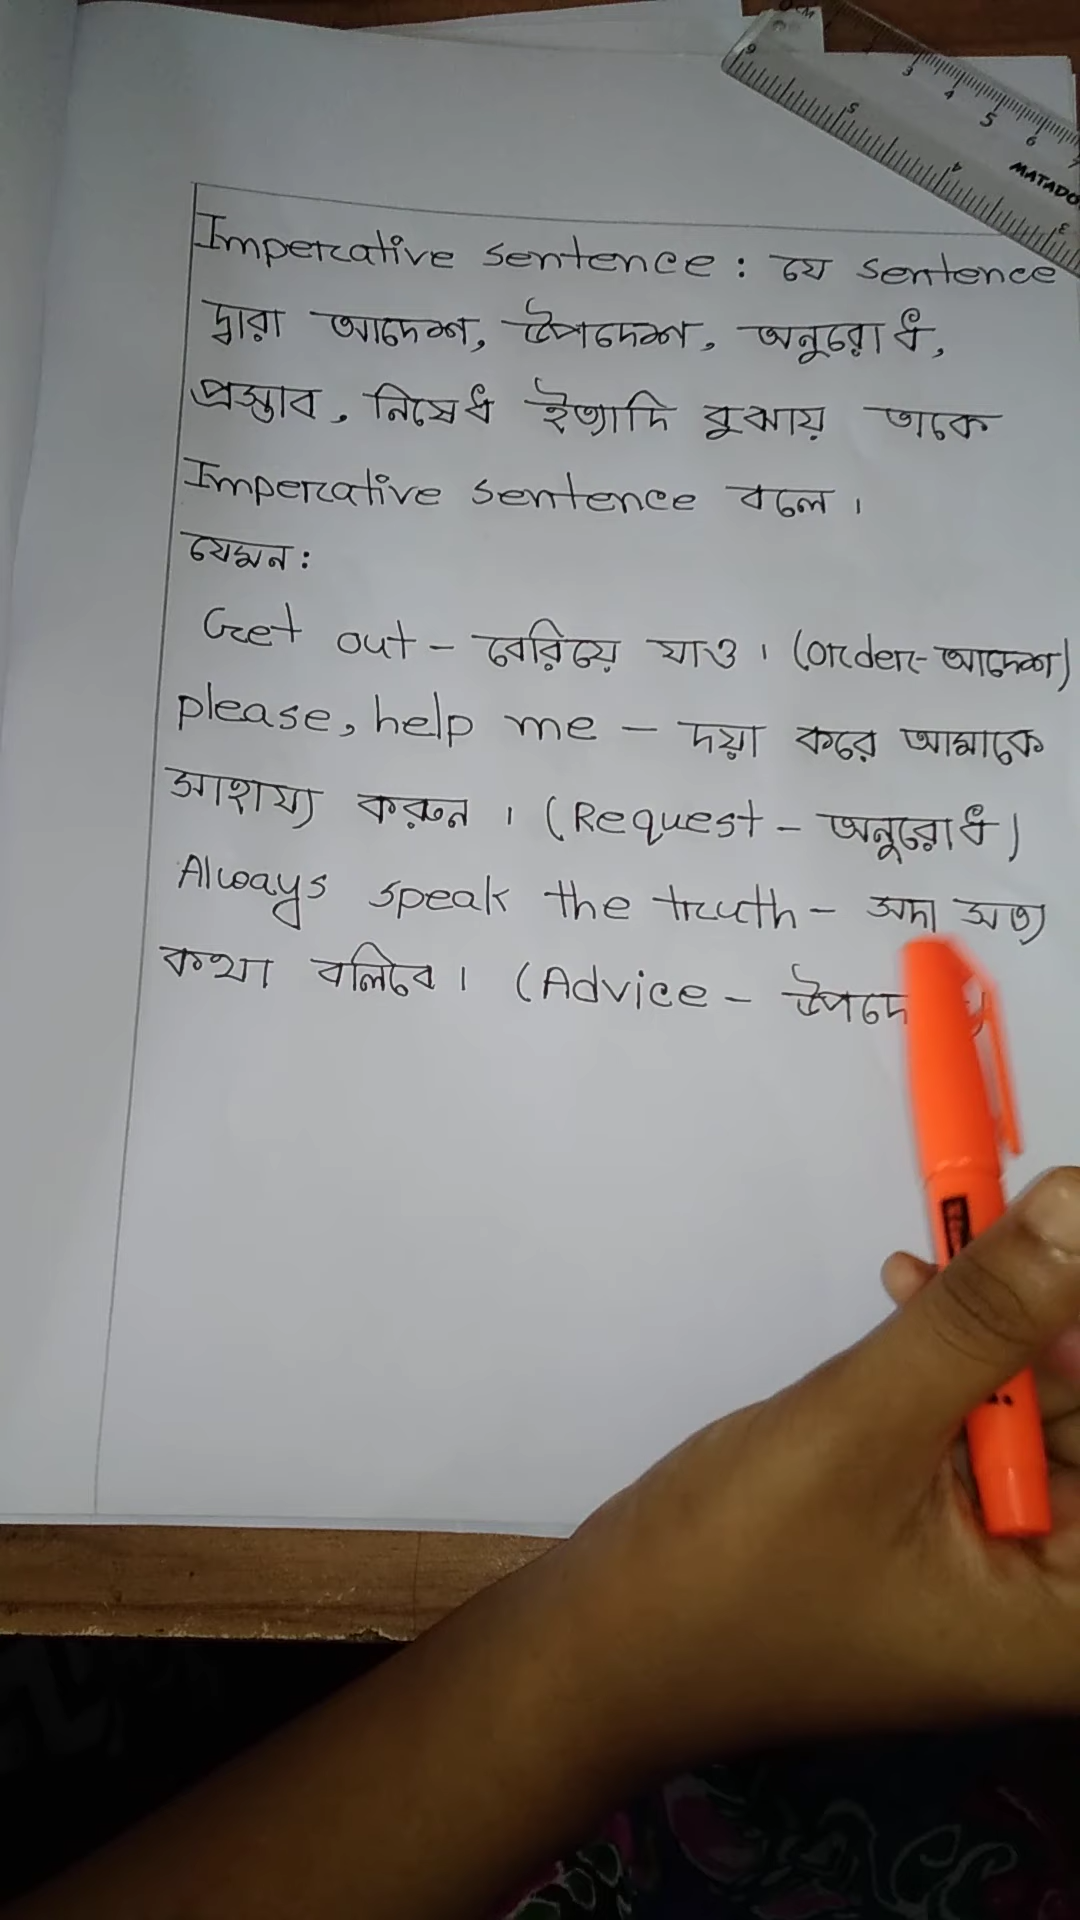 Imperative sentence : যে sentence
দ্বারা আদেশ, উপদেশ, অনুরোধ,
প্রস্তাব, নিষেধ ইত্যাদি বুঝায় তাকে
Imperative sentence বলে।
যেমন:
Get out – বেরিয়ে যাও। (order-আদেশ)
please, help me – দয়া করে আমাকে
সাহায্য করুন। (Request – অনুরোধ)
Always speak the truth – সদা সত্য
কথা বলিবে। (Advice –
MATADO